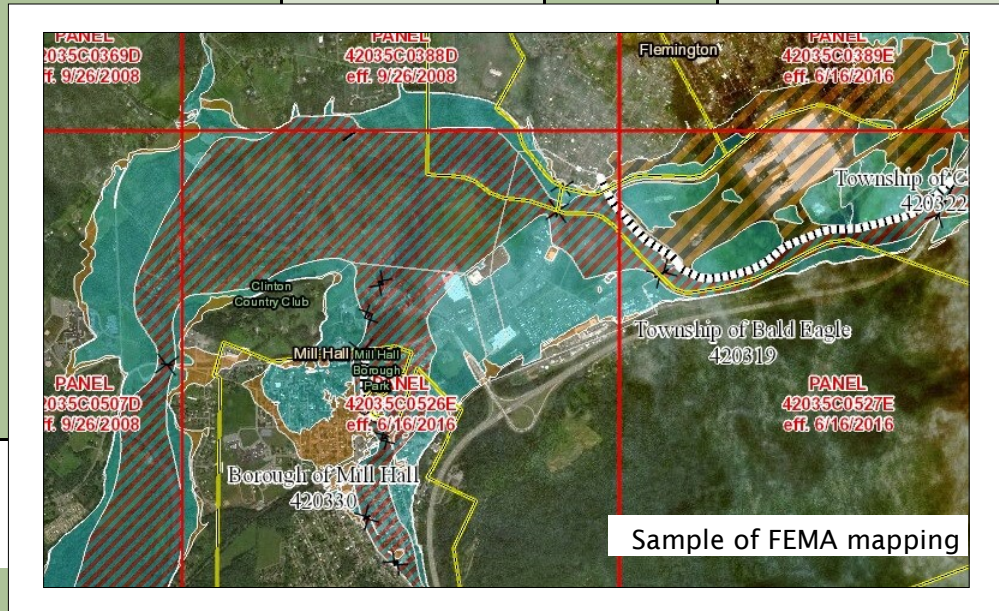 PANEL
2035C0369D
ff. 9/26/2008
PANEL
42035C0388D
eff. 9/26/2008
Flemington
PANEL
42035C0389E
eff. 6/16/2016
Township of C
420322
Clinton
Country Club
Mill Hall
Mill Hall
Borough
Park
Township of Bald Eagle
420319
PANEL
2035C0507D
ff. 9/26/2008
PANEL
42035C0526E
eff. 6/16/2016
PANEL
42035C0527E
eff. 6/16/2016
Borough of Mill Hall
420330
Sample of FEMA mapping